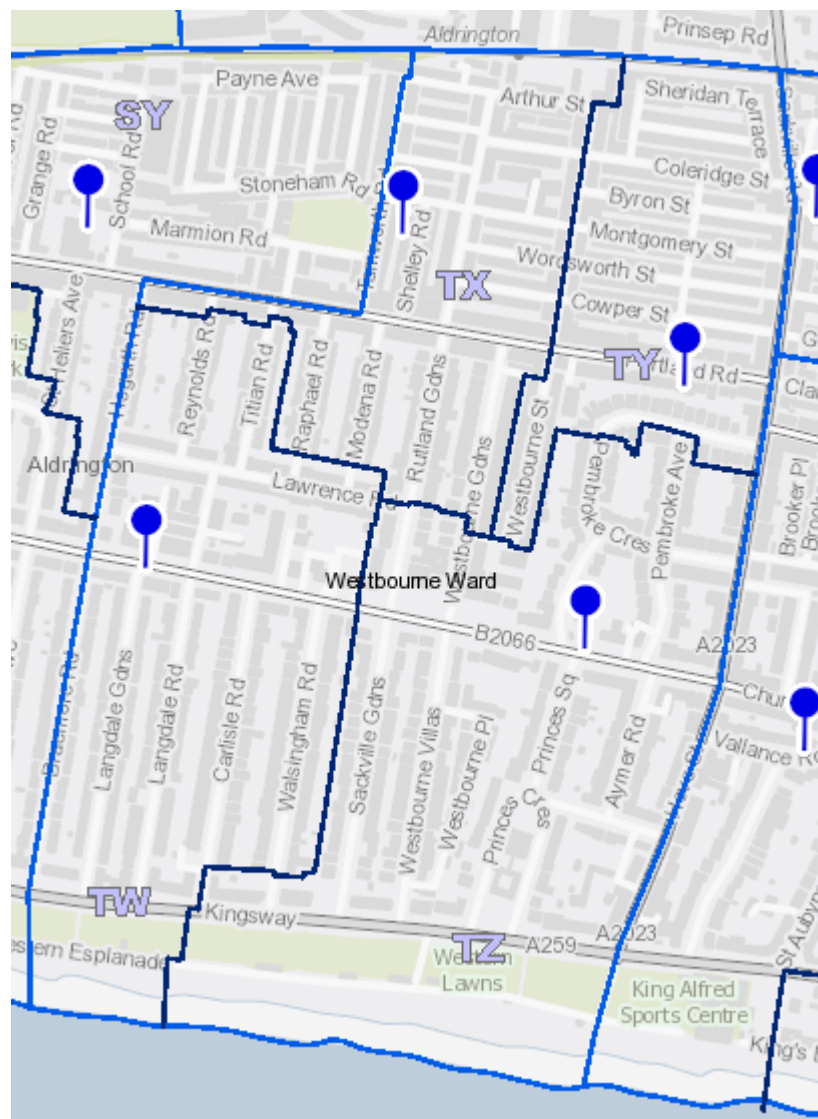 Aldrington
Prinsep Rd
Payne Ave
Arthur St
Sheridan Terrace
SY
Grange Rd
School Rd
Stoneham Rd
Coleridge St
Byron St
Marmion Rd
Montgomery St
Shelley Rd
Wordsworth St
TX
Cowper St
St Heliers Ave
Hogarth Rd
Reynolds Rd
Titian Rd
Raphael Rd
Modena Rd
Rutland Gdns
TY
Aldrington
Lawrence Rd
Westbourne Gdns
Westbourne St
Pembroke Cres
Pembroke Ave
Brooker Pl
Westbourne Ward
B2066
A2023
Langdale Gdns
Langdale Rd
Carlisle Rd
Walsingham Rd
Sackville Gdns
Westbourne Villas
Westbourne Pl
Princes Sq
Princes Cres
Aymer Rd
TW
Kingsway
TZ
A259
A2023
Western
Lawns
King Alfred
Sports Centre